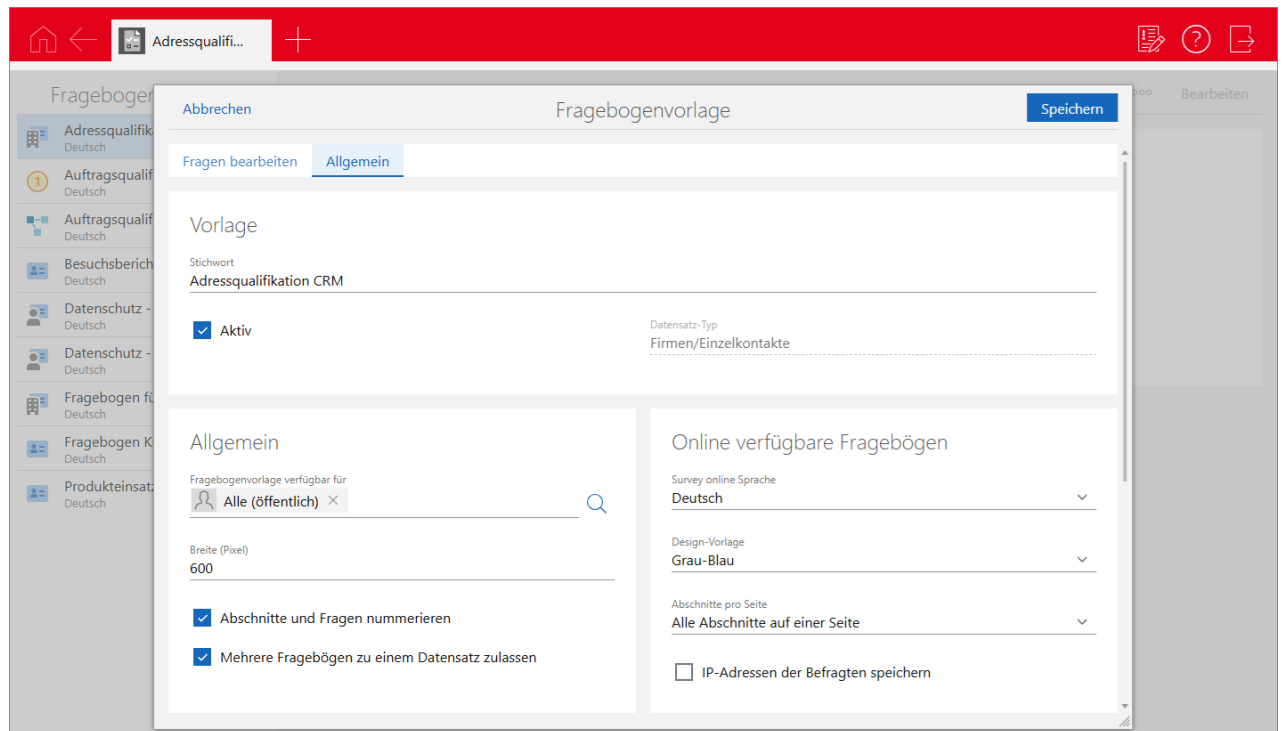 Adressqualifi...
Fragebogen
Bearbeiten
Adressqualifik
Deutsch
Auftragsqualif
Deutsch
Auftragsqualif
Deutsch
Besuchsberich
Deutsch
Datenschutz -
Deutsch
Datenschutz -
Deutsch
Fragebogen fü
Deutsch
Fragebogen K
Deutsch
Produkteinsatz
Deutsch
Abbrechen
Fragebogenvorlage
Speichern
Fragen bearbeiten
Allgemein
Vorlage
Stichwort
Adressqualifikation CRM
Aktiv
Datensatz-Typ
Firmen/Einzelkontakte
Allgemein
Fragebogenvorlage verfügbar für
Alle (öffentlich)
Breite (Pixel)
600
Abschnitte und Fragen nummerieren
Mehrere Fragebögen zu einem Datensatz zulassen
Online verfügbare Fragebögen
Survey online Sprache
Deutsch
Design-Vorlage
Grau-Blau
Abschnitte pro Seite
Alle Abschnitte auf einer Seite
IP-Adressen der Befragten speichern